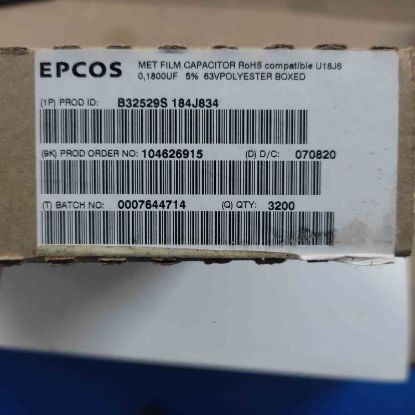 EPCOS
MET FILM CAPACITOR RoHS compatible U18J6
0,1800UF 5% 63VPOLYESTER BOXED
(1P) PROD ID: B32529S 184J834
(9K) PROD ORDER NO: 104626915 (D) D/C: 070820
(T) BATCH NO: 0007644714 (Q) QTY: 3200